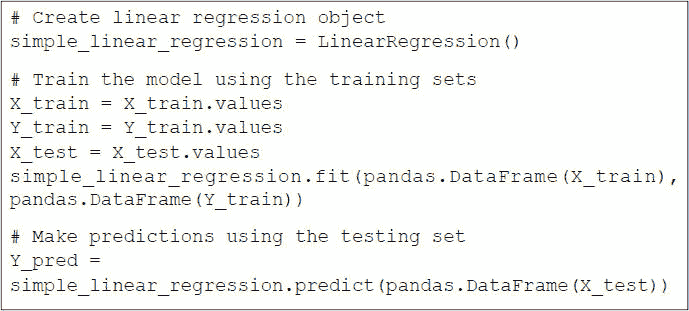 # Create linear regression object
simple_linear_regression = LinearRegression()
# Train the model using the training sets
X_train = X_train.values
Y_train = Y_train.values
X_test = X_test.values
simple_linear_regression.fit(pandas.DataFrame(X_train),
pandas.DataFrame(Y_train))
# Make predictions using the testing set
Y_pred =
simple_linear_regression.predict(pandas.DataFrame(X_test))